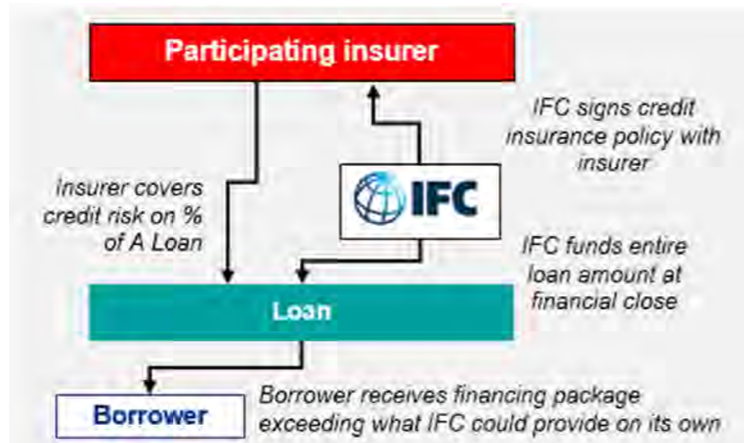 Participating insurer
IFC signs credit
insurance policy with
insurer
Insurer covers
credit risk on %
of A Loan
IFC
IFC funds entire
loan amount at
financial close
Loan
Borrower
Borrower receives financing package
exceeding what IFC could provide on its own